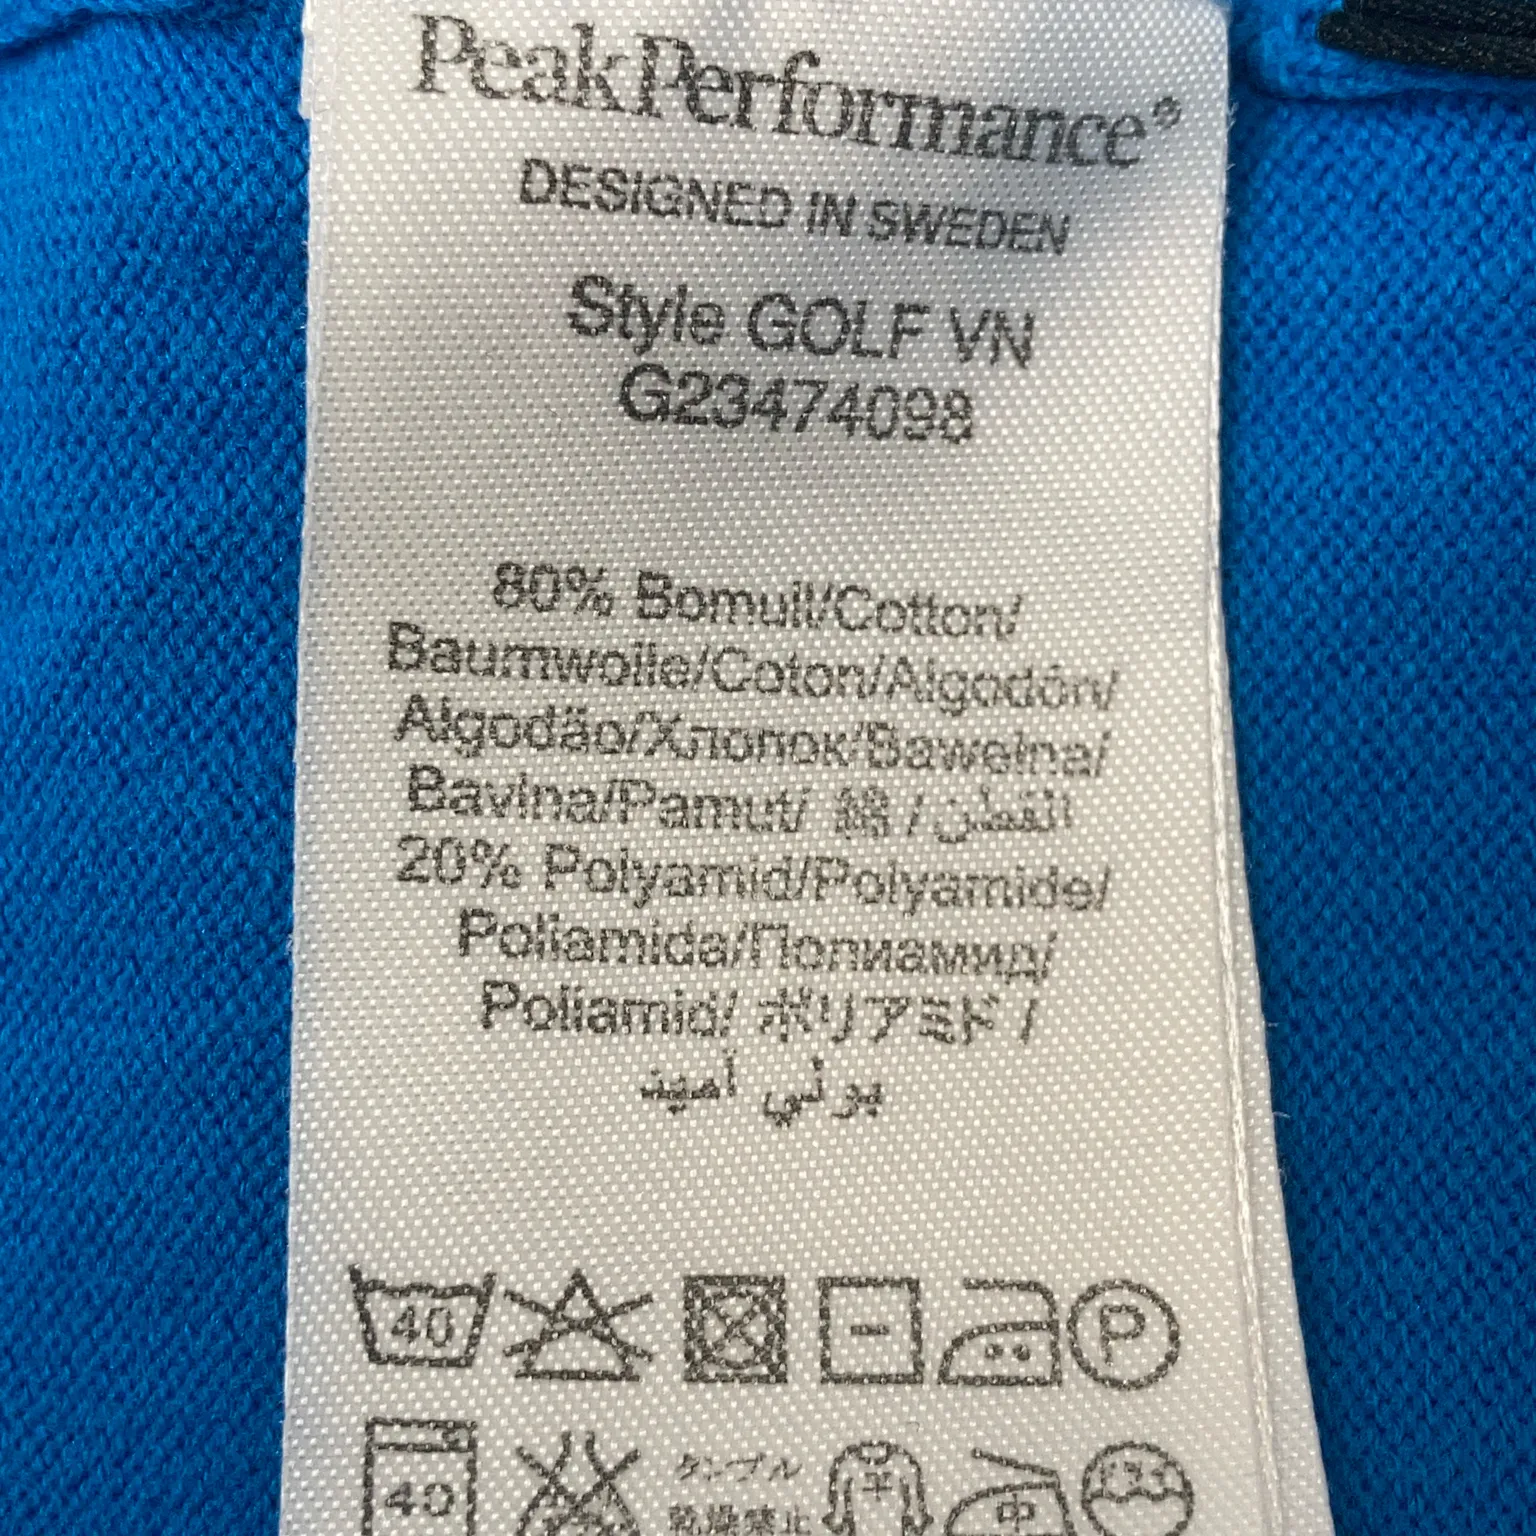 PeakPerformance®
DESIGNED IN SWEDEN
Style GOLF VN
G23474098
80% Bomull/Cotton/
Baumwolle/Coton/Algodón/
Algodão/Хлопок/Bawełna/
Bavlna/Pamut/ 綿 / القطن
20% Polyamid/Polyamide/
Poliamida/Полиамид/
Poliamid/ ポリアミド /
بولي أميد
40
P
40 タンブル 平 中
乾燥禁止